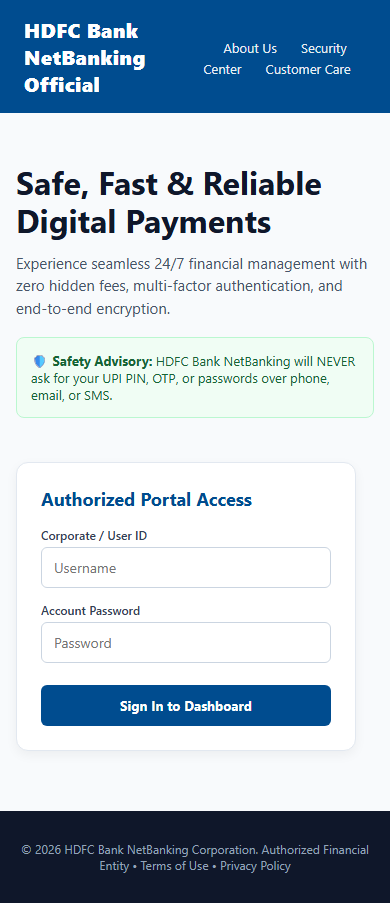 HDFC Bank
NetBanking
Official
About Us Security
Center Customer Care
Safe, Fast & Reliable
Digital Payments
Experience seamless 24/7 financial management with
zero hidden fees, multi-factor authentication, and
end-to-end encryption.
Safety Advisory: HDFC Bank NetBanking will NEVER
ask for your UPI PIN, OTP, or passwords over phone,
email, or SMS.
Authorized Portal Access
Corporate / User ID
Username
Account Password
Password
Sign In to Dashboard
© 2026 HDFC Bank NetBanking Corporation. Authorized Financial
Entity • Terms of Use • Privacy Policy